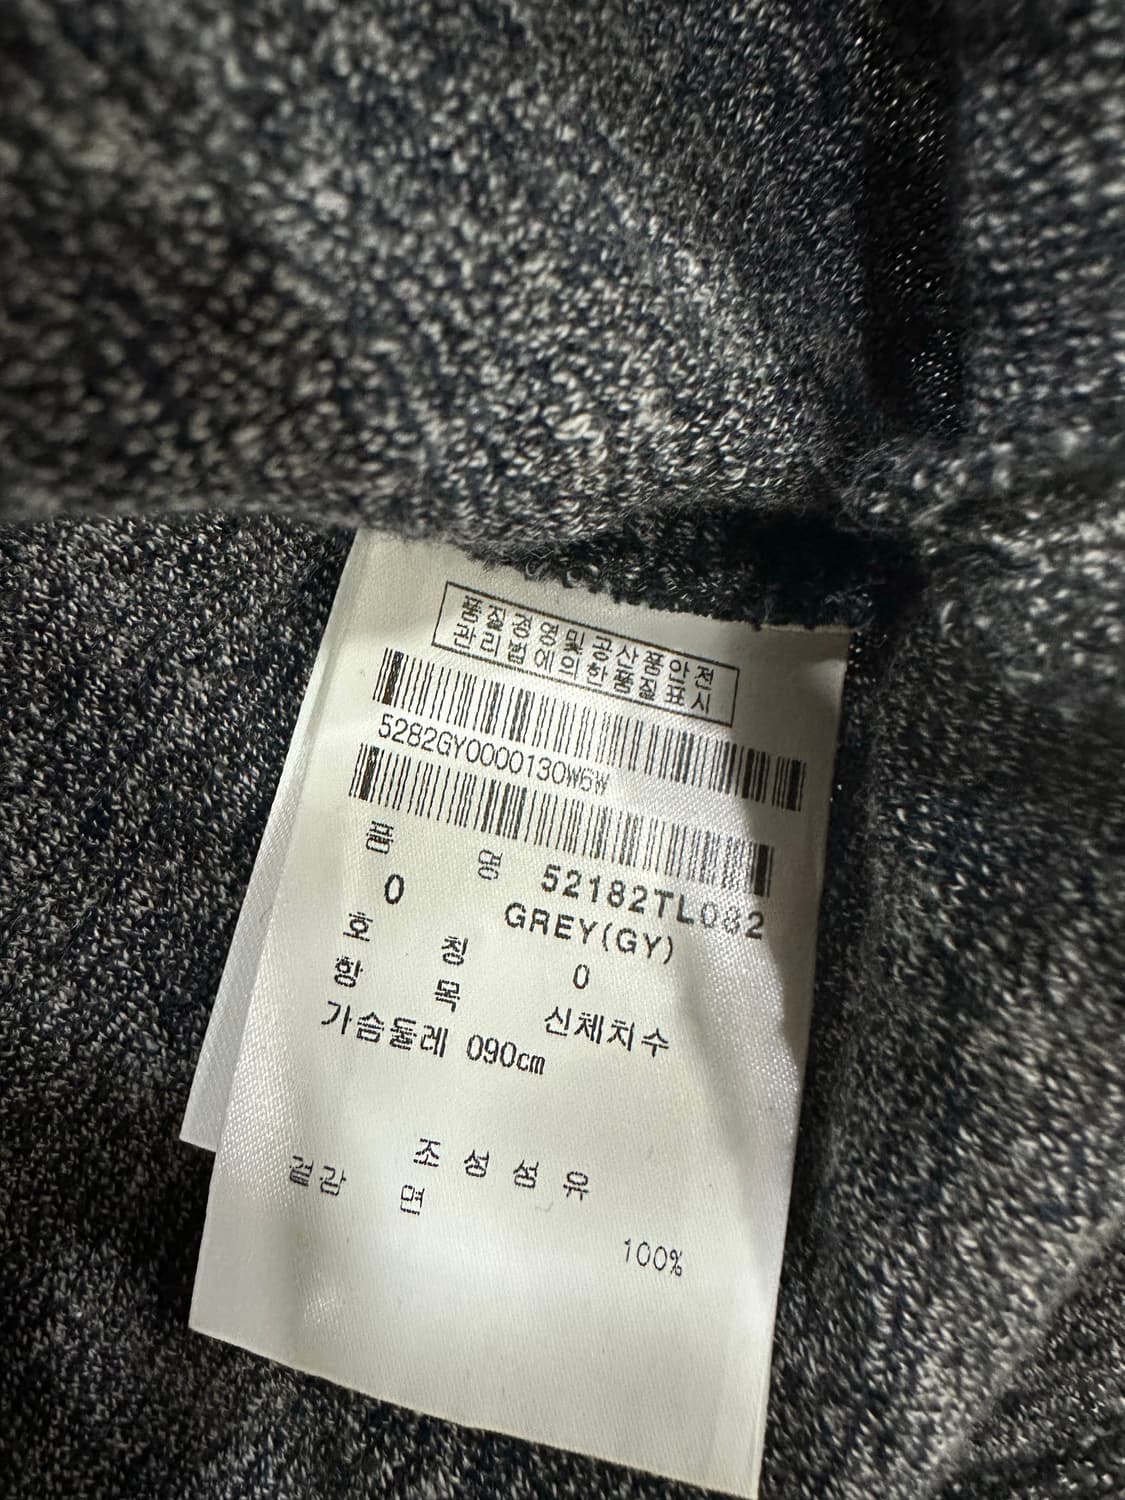 품질경영및공산품안전
관리법에의한품질표시
5282GY0000130W6W
품 명 52182TL082
0 GREY(GY)
호 칭 0
항 목 신체치수
가슴둘레 090cm
조 성 섬 유
겉감 면
100%